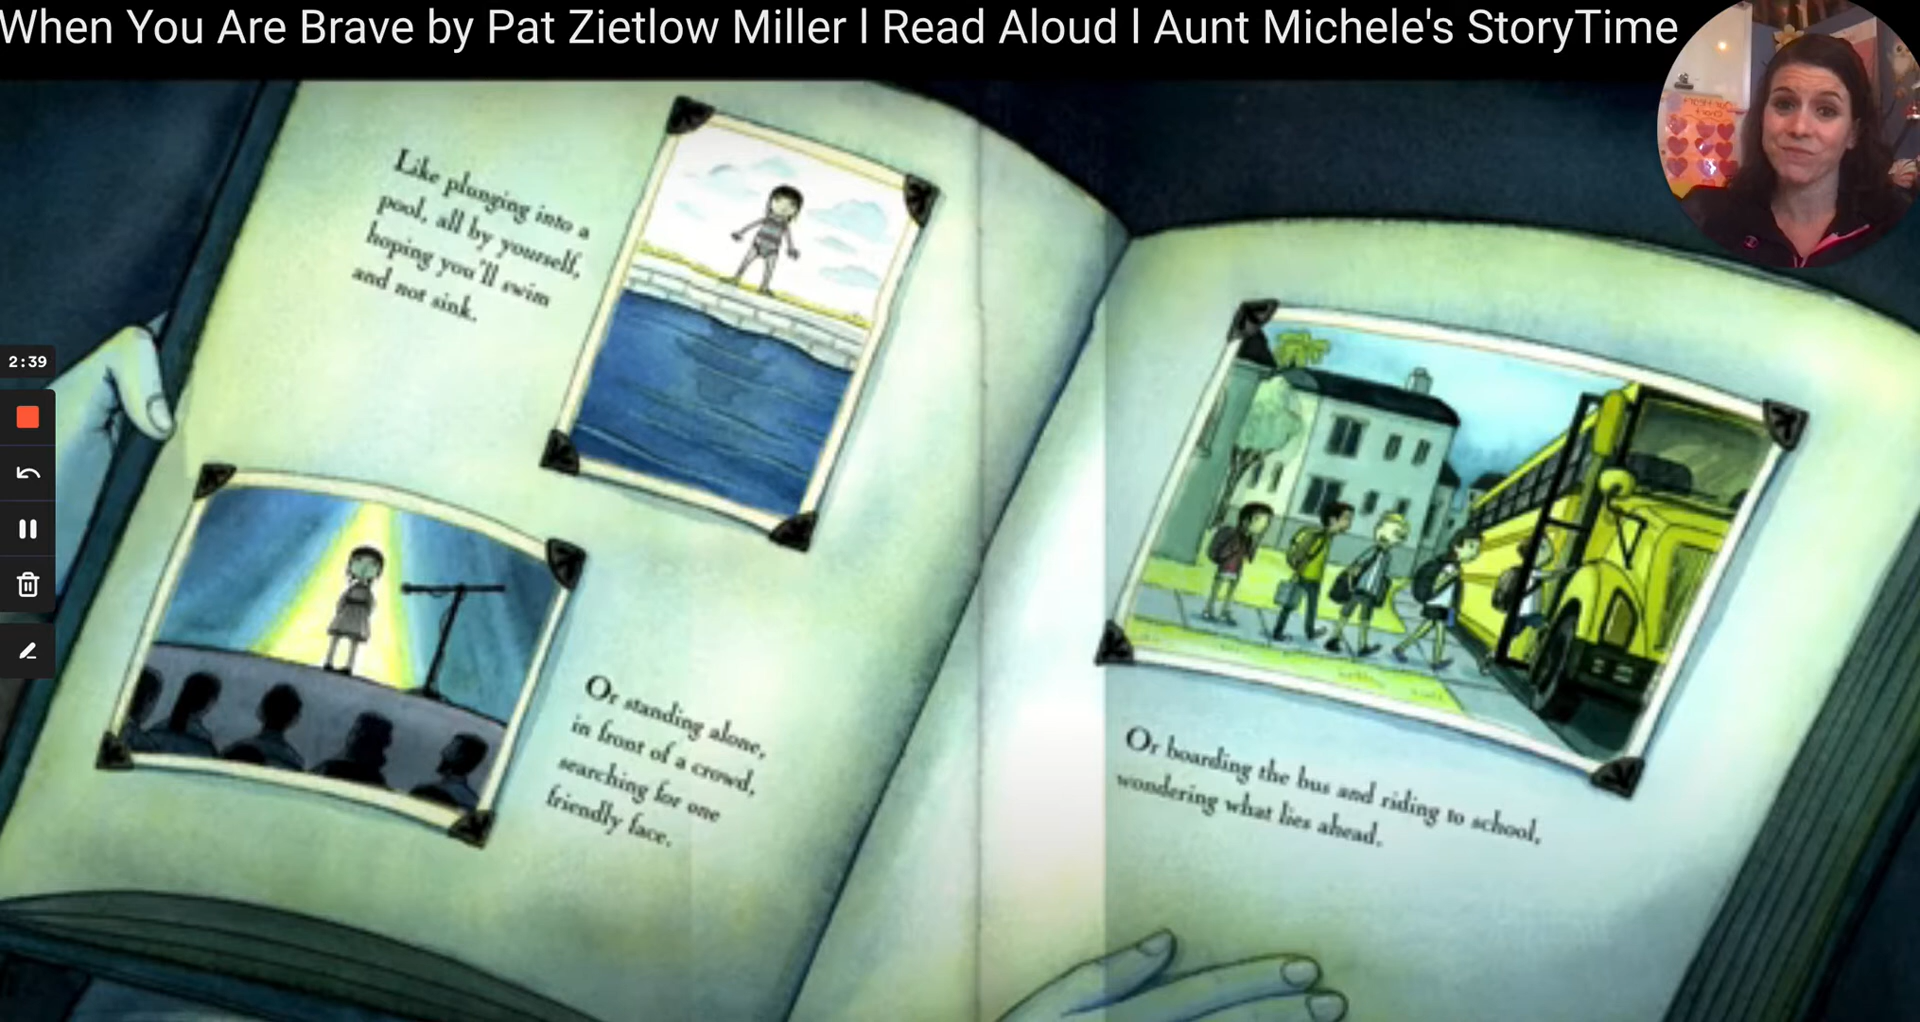 When You Are Brave by Pat Zietlow Miller l Read Aloud l Aunt Michele's StoryTime
Like plunging into a
pool, all by yourself,
hoping you'll swim
and not sink.
2:39
Or standing alone,
in front of a crowd,
searching for one
friendly face.
Or boarding the bus and riding to school,
wondering what lies ahead.